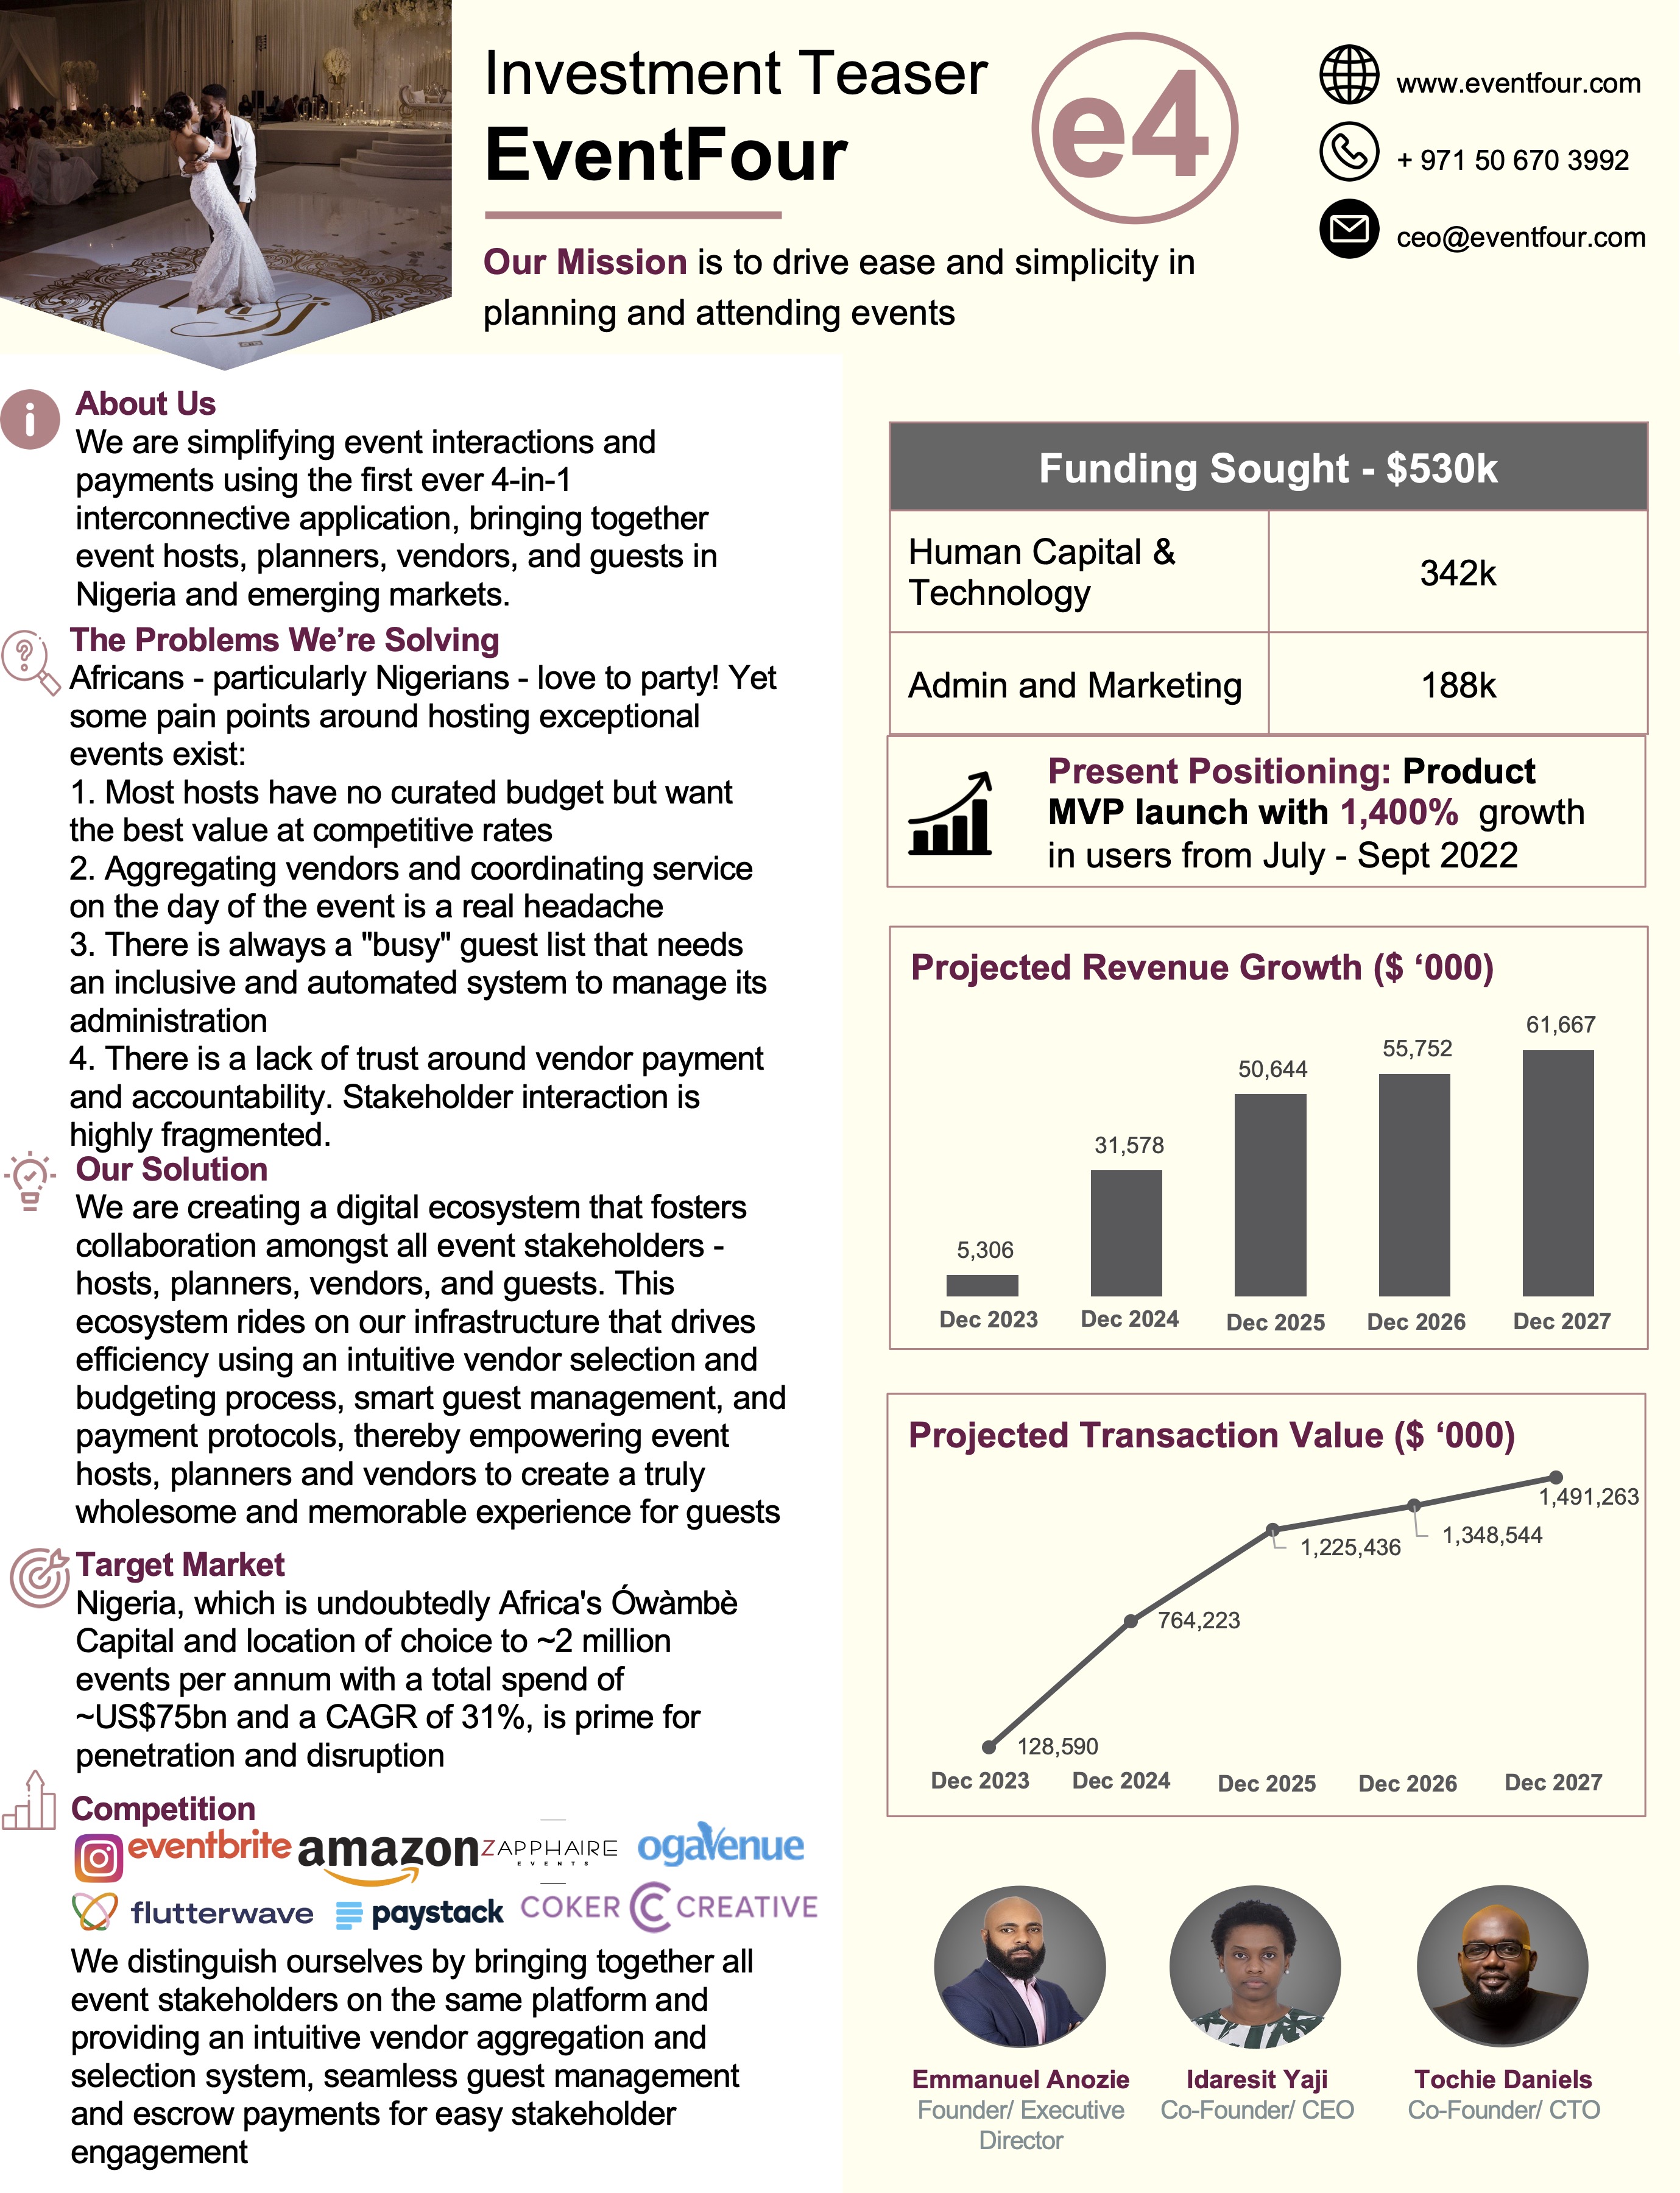 Investment Teaser
EventFour
e4
www.eventfour.com
+ 971 50 670 3992
ceo@eventfour.com
Our Mission is to drive ease and simplicity in
planning and attending events
About Us
We are simplifying event interactions and
payments using the first ever 4-in-1
interconnective application, bringing together
event hosts, planners, vendors, and guests in
Nigeria and emerging markets.
The Problems We’re Solving
Africans - particularly Nigerians - love to party! Yet
some pain points around hosting exceptional
events exist:
1. Most hosts have no curated budget but want
the best value at competitive rates
2. Aggregating vendors and coordinating service
on the day of the event is a real headache
3. There is always a "busy" guest list that needs
an inclusive and automated system to manage its
administration
4. There is a lack of trust around vendor payment
and accountability. Stakeholder interaction is
highly fragmented.
Our Solution
We are creating a digital ecosystem that fosters
collaboration amongst all event stakeholders -
hosts, planners, vendors, and guests. This
ecosystem rides on our infrastructure that drives
efficiency using an intuitive vendor selection and
budgeting process, smart guest management, and
payment protocols, thereby empowering event
hosts, planners and vendors to create a truly
wholesome and memorable experience for guests
Target Market
Nigeria, which is undoubtedly Africa's Ówàmbè
Capital and location of choice to ~2 million
events per annum with a total spend of
~US$75bn and a CAGR of 31%, is prime for
penetration and disruption
Competition
eventbrite amazon ZAPPHAIRE EVENTS ogaVenue
flutterwave paystack COKER C CREATIVE
We distinguish ourselves by bringing together all
event stakeholders on the same platform and
providing an intuitive vendor aggregation and
selection system, seamless guest management
and escrow payments for easy stakeholder
engagement
Funding Sought - $530k
Human Capital &
Technology
342k
Admin and Marketing
188k
Present Positioning: Product
MVP launch with 1,400% growth
in users from July - Sept 2022
Projected Revenue Growth ($ ‘000)
5,306
31,578
50,644
55,752
61,667
Dec 2023
Dec 2024
Dec 2025
Dec 2026
Dec 2027
Projected Transaction Value ($ ‘000)
128,590
764,223
1,225,436
1,348,544
1,491,263
Dec 2023
Dec 2024
Dec 2025
Dec 2026
Dec 2027
Emmanuel Anozie
Founder/ Executive
Director
Idaresit Yaji
Co-Founder/ CEO
Tochie Daniels
Co-Founder/ CTO